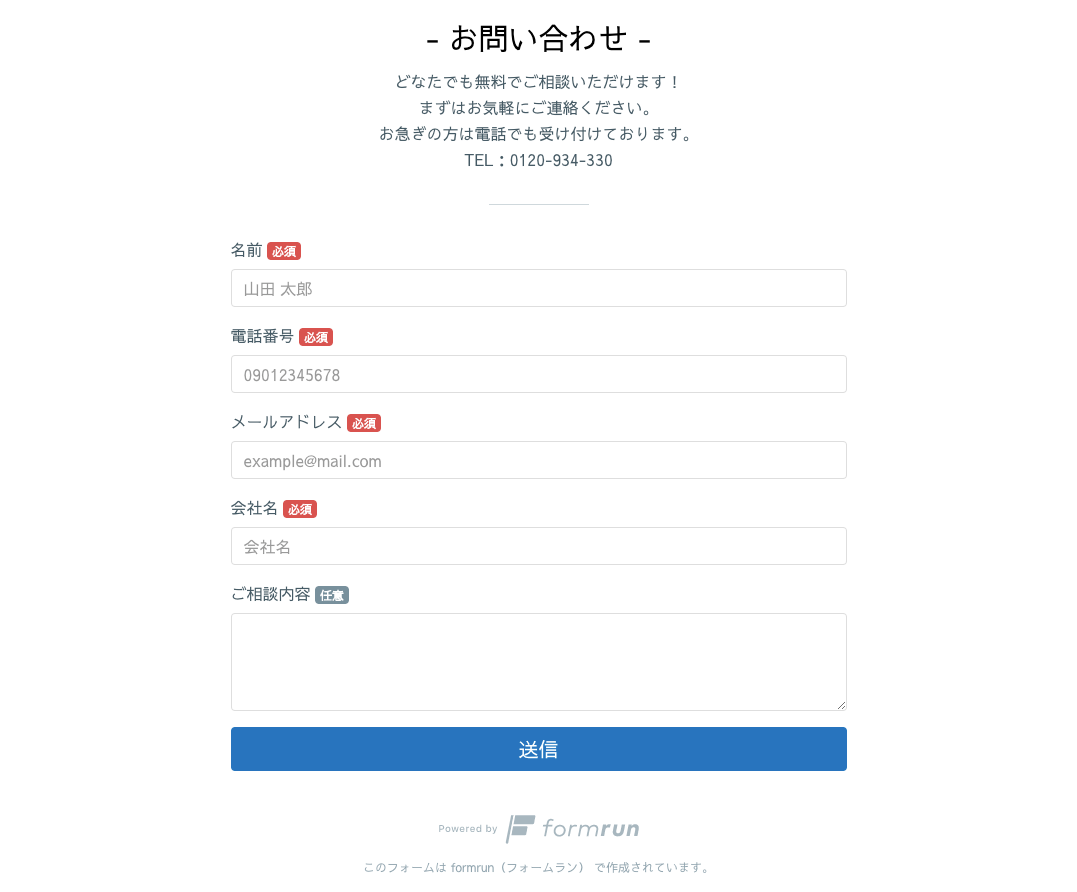 - お問い合わせ -
どなたでも無料でご相談いただけます！
まずはお気軽にご連絡ください。
お急ぎの方は電話でも受け付けております。
TEL：0120-934-330
名前 必須
山田 太郎
電話番号 必須
09012345678
メールアドレス 必須
example@mail.com
会社名 必須
会社名
ご相談内容 任意
送信
Powered by formrun
このフォームは formrun（フォームラン） で作成されています。